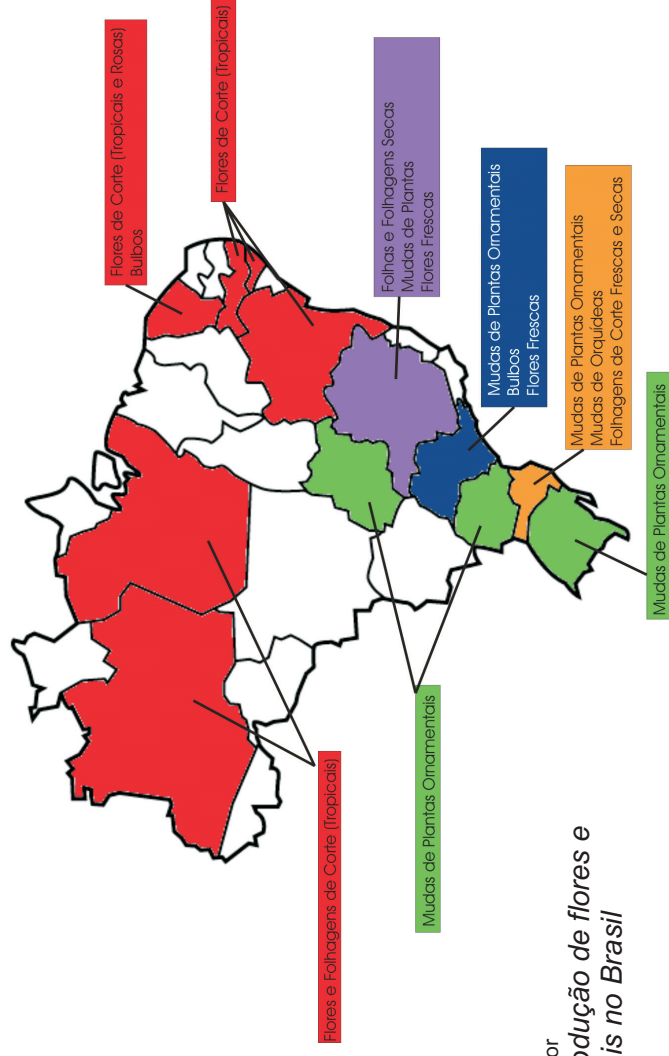 Flores de Corte (Tropicais e Rosas)
Bulbos
Flores de Corte (Tropicais)
Folhas e Folhagens Secas
Mudas de Plantas
Flores Frescas
Mudas de Plantas Ornamentais
Bulbos
Flores Frescas
Mudas de Plantas Ornamentais
Mudas de Orquídeas
Folhagens de Corte Frescas e Secas
Mudas de Plantas Ornamentais
Flores e Folhagens de Corte (Tropicais)
Mudas de Plantas Ornamentais
or
dução de flores e
is no Brasil